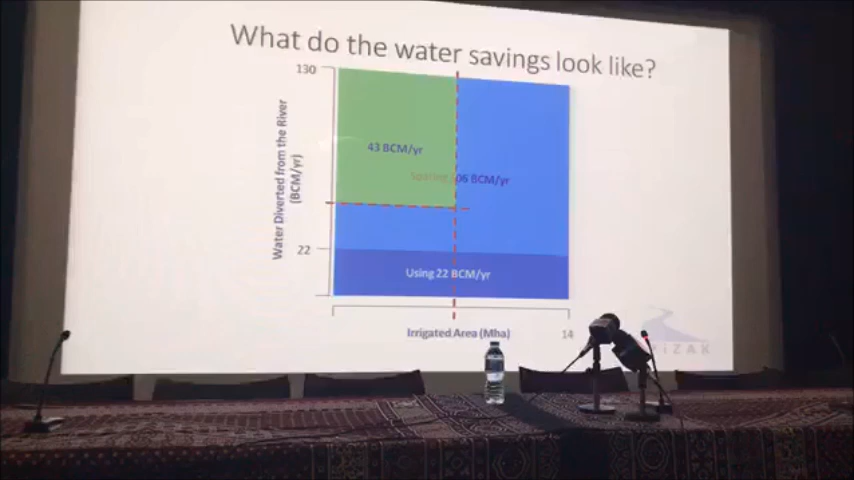 What do the water savings look like?
130
Water Diverted from the River
(BCM/yr)
43 BCM/yr
06 BCM/yr
22
Using 22 BCM/yr
Irrigated Area (Mha)
14